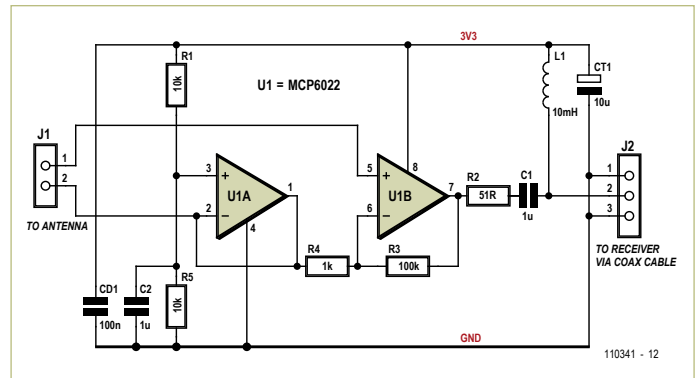 3V3
R1
10k
U1 = MCP6022
L1
10mH
CT1
10u
J1
1
2
TO ANTENNA
3
+
2
−
U1A
1
4
5
+
6
−
U1B
8
7
R2
51R
C1
1u
J2
1
2
3
TO RECEIVER
VIA COAX CABLE
R4
1k
R3
100k
CD1
100n
C2
1u
R5
10k
GND
110341 - 12